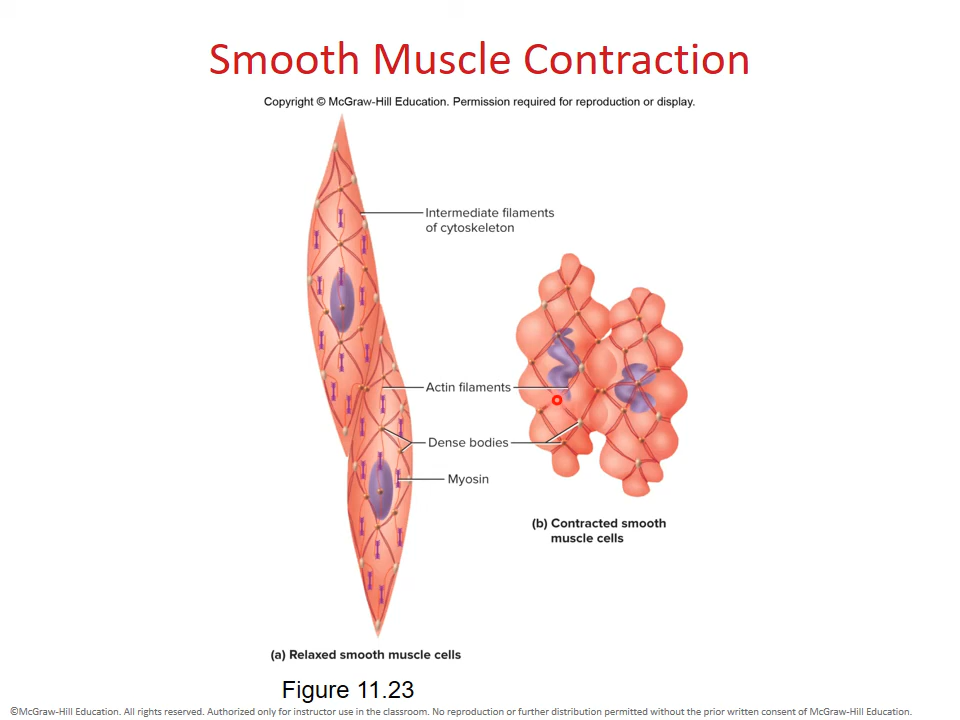 Smooth Muscle Contraction
Copyright © McGraw-Hill Education. Permission required for reproduction or display.
Intermediate filaments
of cytoskeleton
Actin filaments
Dense bodies
Myosin
(b) Contracted smooth
muscle cells
(a) Relaxed smooth muscle cells
Figure 11.23
©McGraw-Hill Education. All rights reserved. Authorized only for instructor use in the classroom. No reproduction or further distribution permitted without the prior written consent of McGraw-Hill Education.